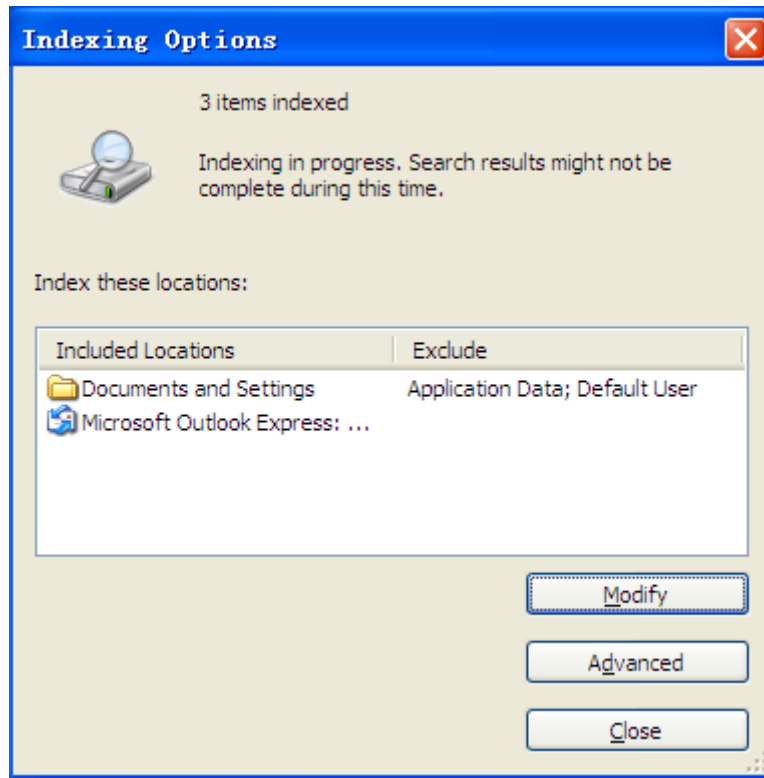 Indexing Options
3 items indexed
Indexing in progress. Search results might not be
complete during this time.
Index these locations:
Included Locations Exclude
Documents and Settings Application Data; Default User
Microsoft Outlook Express: ...
Modify
Advanced
Close